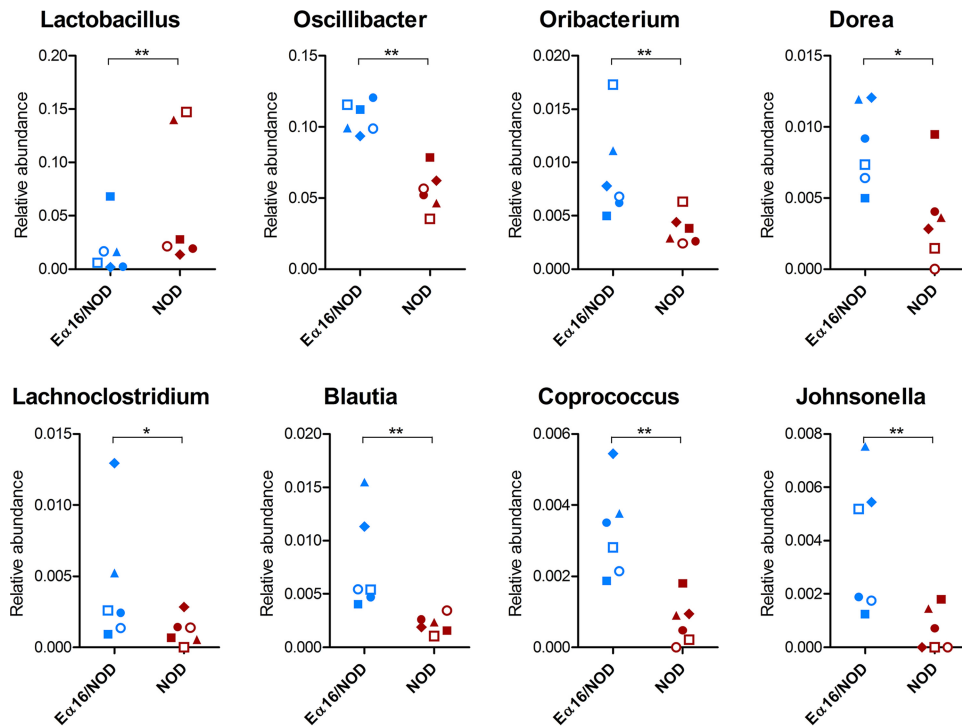 Lactobacillus
Oscillibacter
Oribacterium
Dorea
Relative abundance
0.20
0.15
0.10
0.05
0.00
**
Eα16/NOD
NOD
Relative abundance
0.15
0.10
0.05
0.00
**
Eα16/NOD
NOD
Relative abundance
0.020
0.015
0.010
0.005
0.000
**
Eα16/NOD
NOD
Relative abundance
0.015
0.010
0.005
0.000
*
Eα16/NOD
NOD
Lachnoclostridium
Blautia
Coprococcus
Johnsonella
Relative abundance
0.015
0.010
0.005
0.000
*
Eα16/NOD
NOD
Relative abundance
0.020
0.015
0.010
0.005
0.000
**
Eα16/NOD
NOD
Relative abundance
0.006
0.004
0.002
0.000
**
Eα16/NOD
NOD
Relative abundance
0.008
0.006
0.004
0.002
0.000
**
Eα16/NOD
NOD